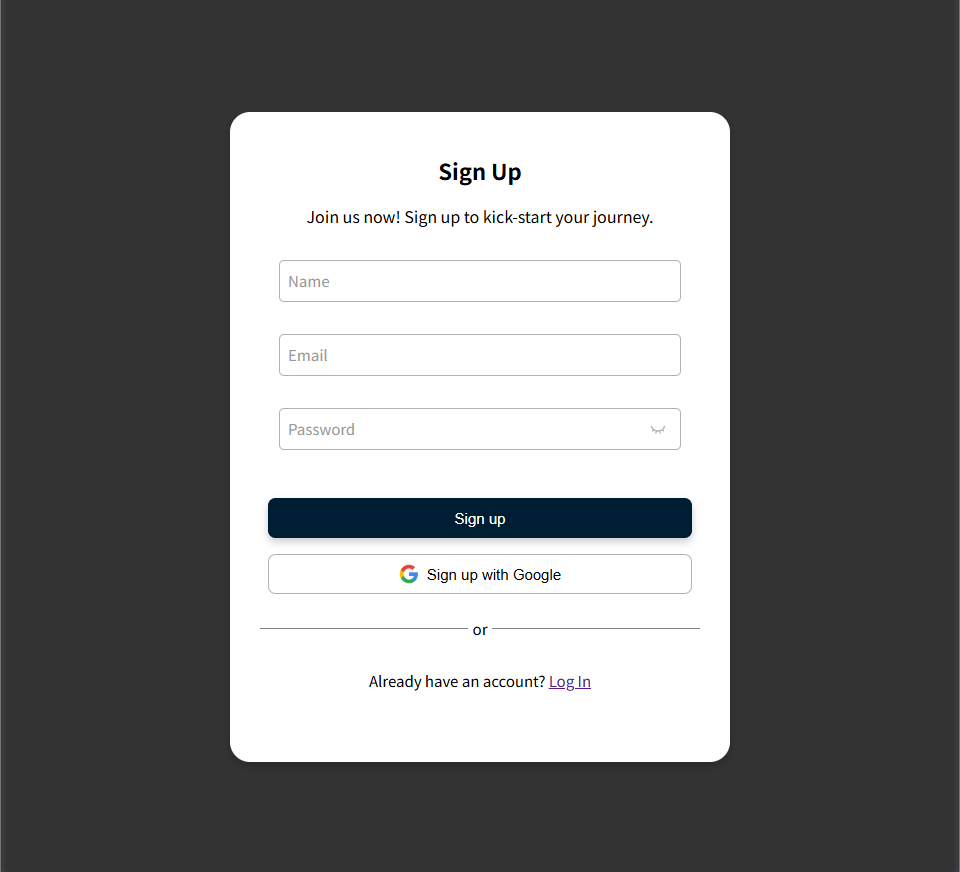 Sign Up
Join us now! Sign up to kick-start your journey.
Name
Email
Password
Sign up
Sign up with Google
or
Already have an account? Log In